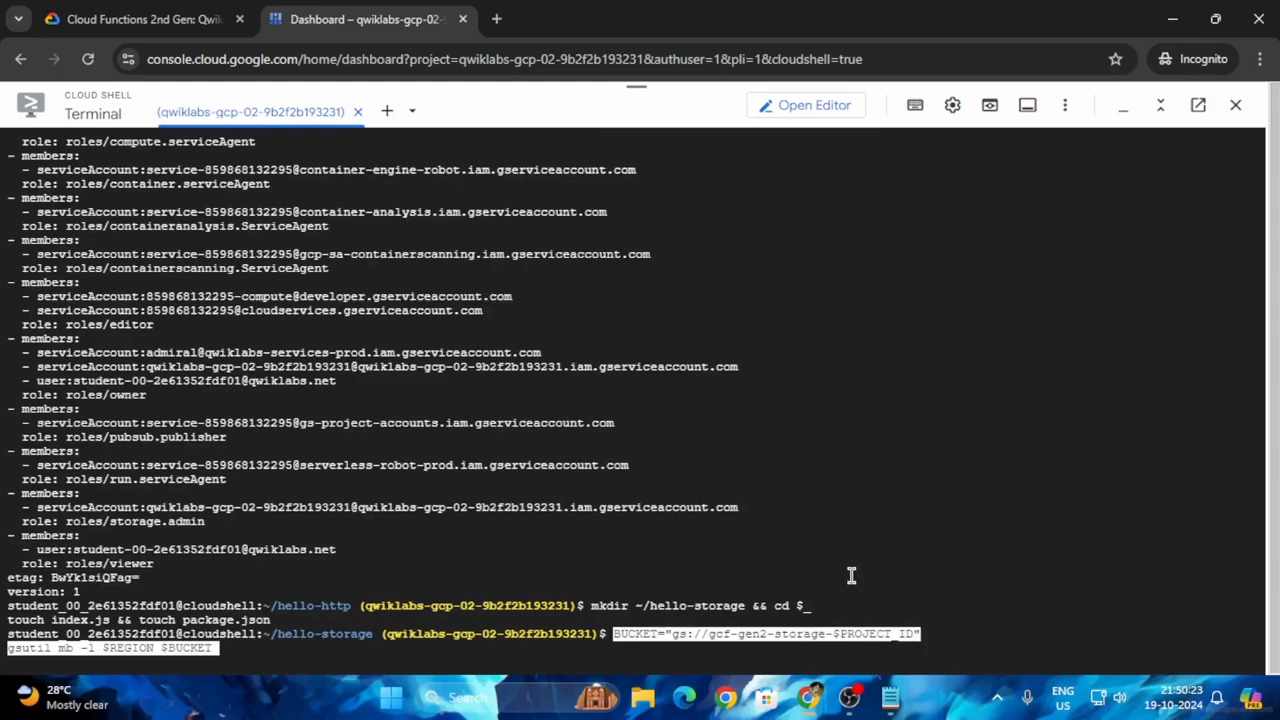 Cloud Functions 2nd Gen: Qwi
Dashboard – qwiklabs-gcp-02-
console.cloud.google.com/home/dashboard?project=qwiklabs-gcp-02-9b2f2b193231&authuser=1&pli=1&cloudshell=true
Incognito
CLOUD SHELL
Terminal
(qwiklabs-gcp-02-9b2f2b193231)
Open Editor
role: roles/compute.serviceAgent
- members:
- serviceAccount:service-859868132295@container-engine-robot.iam.gserviceaccount.com
role: roles/container.serviceAgent
- members:
- serviceAccount:service-859868132295@container-analysis.iam.gserviceaccount.com
role: roles/containeranalysis.ServiceAgent
- members:
- serviceAccount:service-859868132295@gcp-sa-containerscanning.iam.gserviceaccount.com
role: roles/containerscanning.ServiceAgent
- members:
- serviceAccount:859868132295-compute@developer.gserviceaccount.com
- serviceAccount:859868132295@cloudservices.gserviceaccount.com
role: roles/editor
- members:
- serviceAccount:admiral@qwiklabs-services-prod.iam.gserviceaccount.com
- serviceAccount:qwiklabs-gcp-02-9b2f2b193231@qwiklabs-gcp-02-9b2f2b193231.iam.gserviceaccount.com
- user:student-00-2e61352fdf01@qwiklabs.net
role: roles/owner
- members:
- serviceAccount:service-859868132295@gs-project-accounts.iam.gserviceaccount.com
role: roles/pubsub.publisher
- members:
- serviceAccount:service-859868132295@serverless-robot-prod.iam.gserviceaccount.com
role: roles/run.serviceAgent
- members:
- serviceAccount:qwiklabs-gcp-02-9b2f2b193231@qwiklabs-gcp-02-9b2f2b193231.iam.gserviceaccount.com
role: roles/storage.admin
- members:
- user:student-00-2e61352fdf01@qwiklabs.net
role: roles/viewer
etag: BwYk1siQFag=
version: 1
student_00_2e61352fdf01@cloudshell:~/hello-http (qwiklabs-gcp-02-9b2f2b193231)$ mkdir ~/hello-storage && cd $_
touch index.js && touch package.json
student_00_2e61352fdf01@cloudshell:~/hello-storage (qwiklabs-gcp-02-9b2f2b193231)$ BUCKET="gs://gcf-gen2-storage-$PROJECT_ID"
gsutil mb -l $REGION $BUCKET
28°C
Mostly clear
Search
ENG
US
21:50:23
19-10-2024